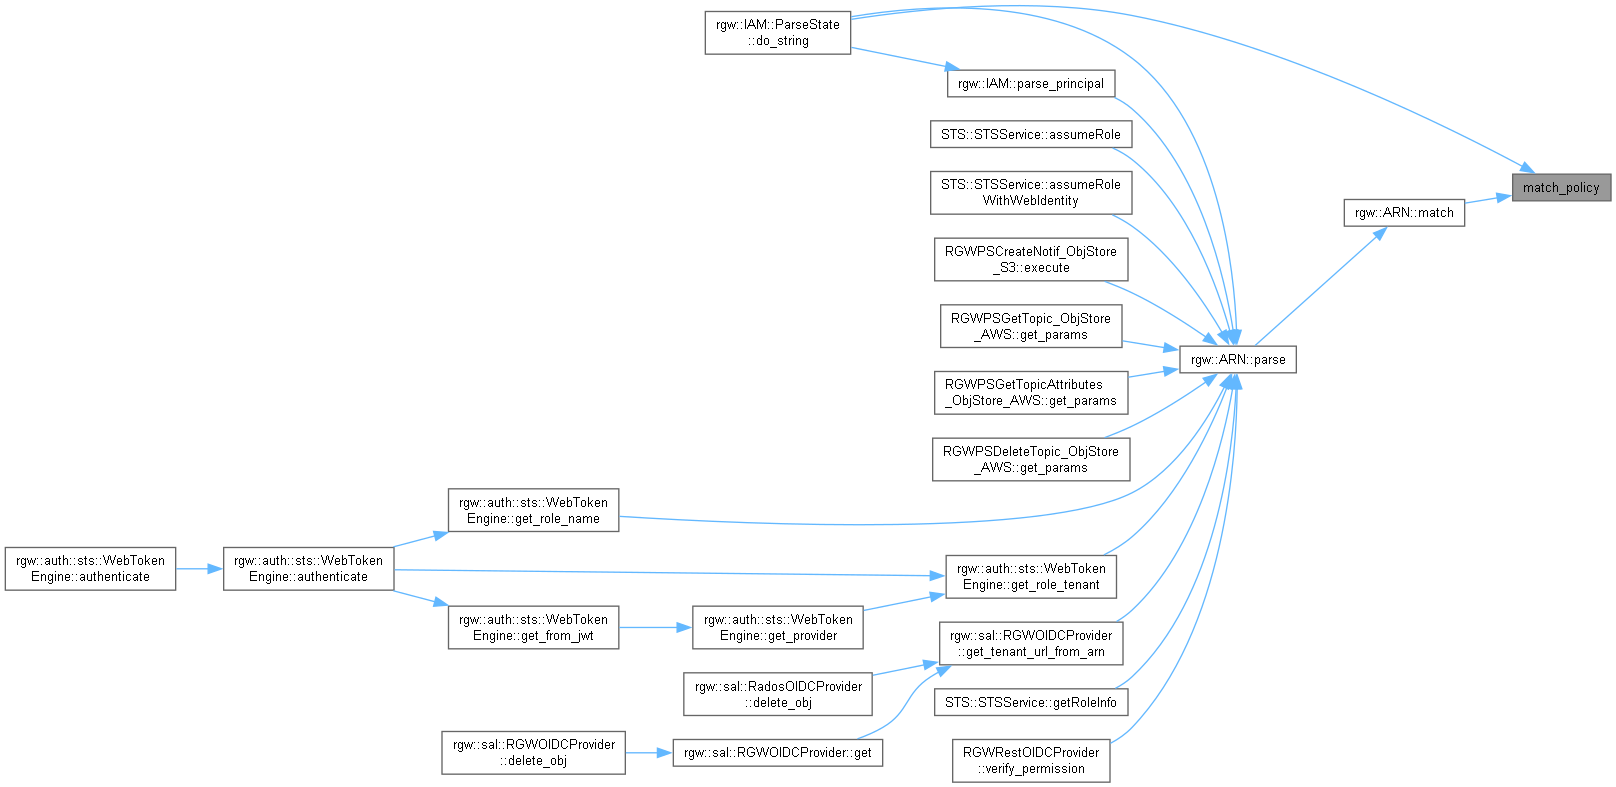 rgw::IAM::ParseState
::do_string
rgw::IAM::parse_principal
STS::STSService::assumeRole
STS::STSService::assumeRole
WithWebIdentity
match_policy
rgw::ARN::match
RGWPSCreateNotif_ObjStore
_S3::execute
RGWPSGetTopic_ObjStore
_AWS::get_params
rgw::ARN::parse
RGWPSGetTopicAttributes
_ObjStore_AWS::get_params
RGWPSDeleteTopic_ObjStore
_AWS::get_params
rgw::auth::sts::WebToken
Engine::get_role_name
rgw::auth::sts::WebToken
Engine::authenticate
rgw::auth::sts::WebToken
Engine::authenticate
rgw::auth::sts::WebToken
Engine::get_role_tenant
rgw::auth::sts::WebToken
Engine::get_from_jwt
rgw::auth::sts::WebToken
Engine::get_provider
rgw::sal::RGWOIDCProvider
::get_tenant_url_from_arn
rgw::sal::RadosOIDCProvider
::delete_obj
STS::STSService::getRoleInfo
rgw::sal::RGWOIDCProvider
::delete_obj
rgw::sal::RGWOIDCProvider::get
RGWRestOIDCProvider
::verify_permission